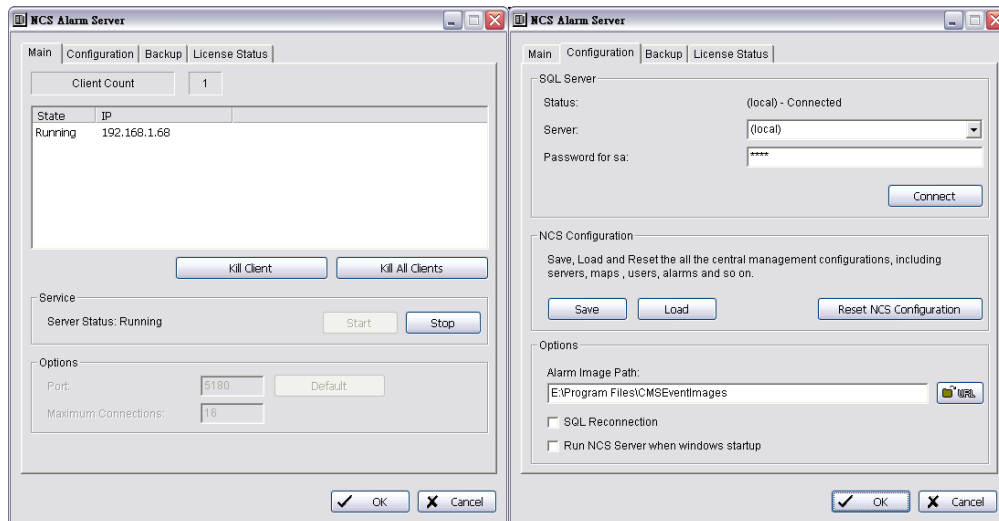 NCS Alarm Server
Main Configuration Backup License Status
Client Count 1
State IP
Running 192.168.1.68
Kill Client Kill All Clients
Service
Server Status: Running Start Stop
Options
Port: 5180 Default
Maximum Connections: 16
OK Cancel
NCS Alarm Server
Main Configuration Backup License Status
SQL Server
Status: (local) - Connected
Server: (local)
Password for sa: ****
Connect
NCS Configuration
Save, Load and Reset the all the central management configurations, including
servers, maps , users, alarms and so on.
Save Load Reset NCS Configuration
Options
Alarm Image Path:
E:\Program Files\CMSEventImages URL
SQL Reconnection
Run NCS Server when windows startup
OK Cancel